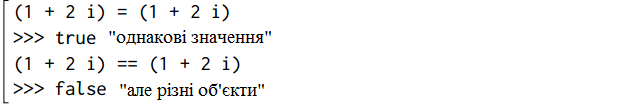 (1 + 2 i) = (1 + 2 i)
>>> true "однакові значення"
(1 + 2 i) == (1 + 2 i)
>>> false "але різні об'єкти"